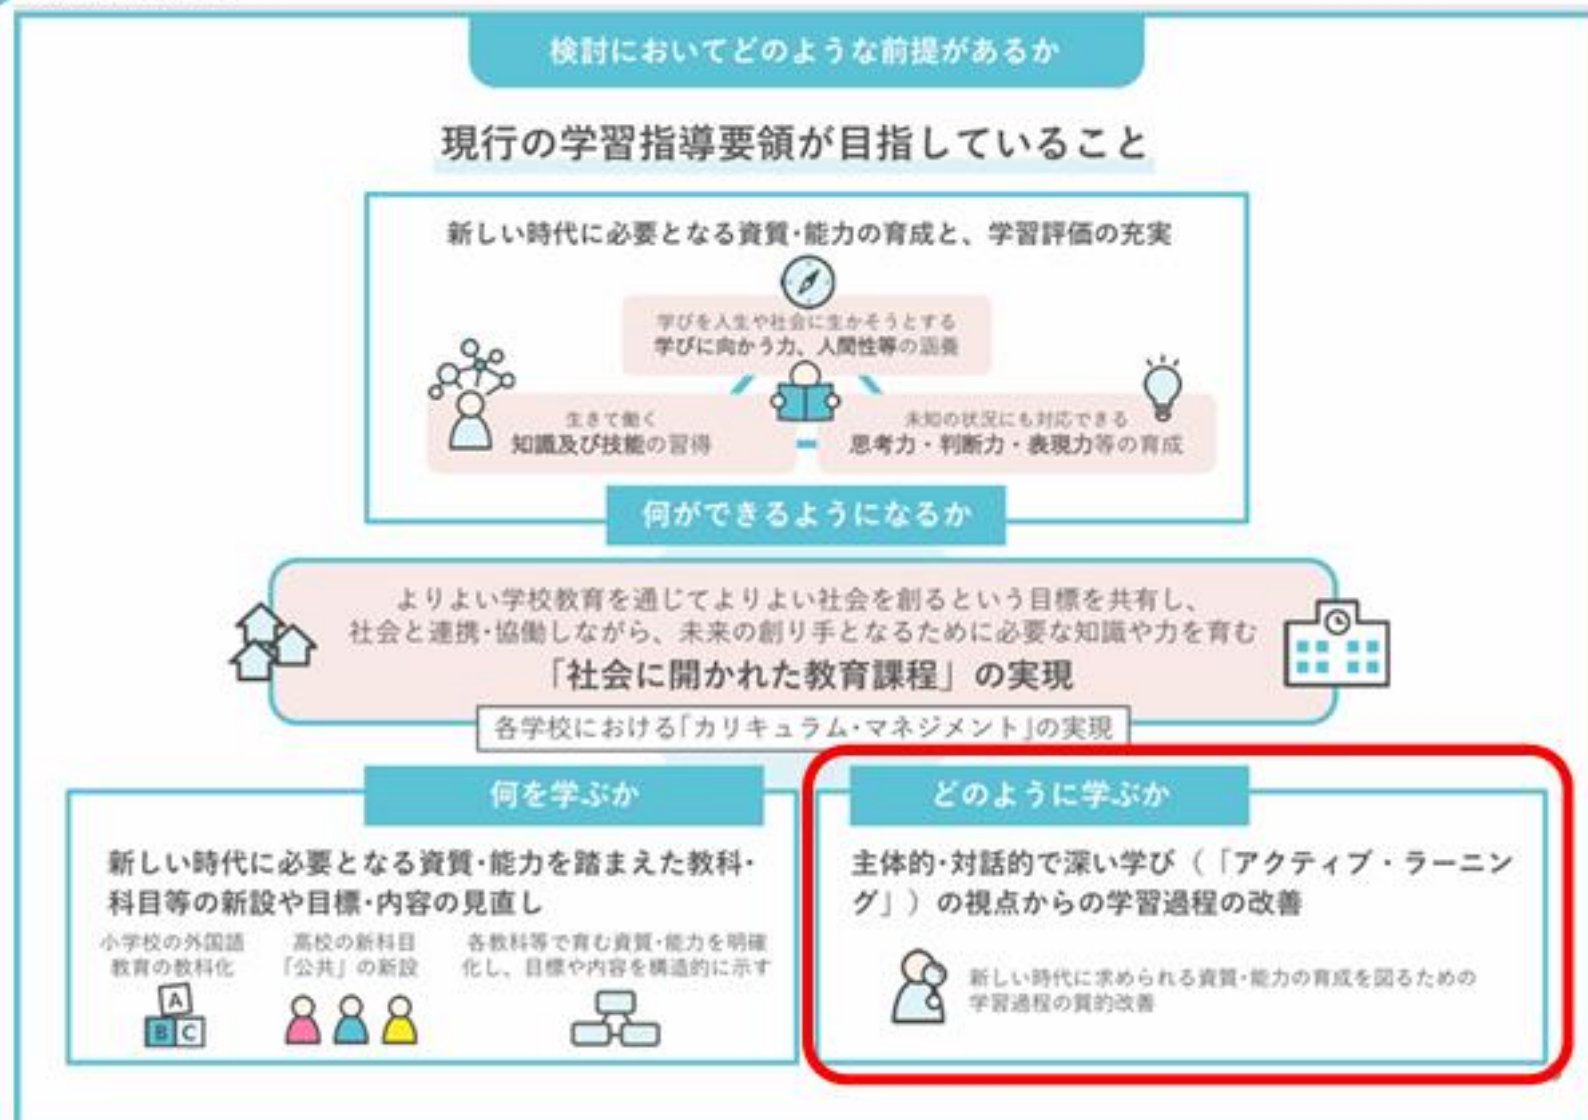 検討においてどのような前提があるか
現行の学習指導要領が目指していること
新しい時代に必要となる資質・能力の育成と、学習評価の充実
学びを人生や社会に生かそうとする
学びに向かう力、人間性等の涵養
生きて働く
知識及び技能の習得
未知の状況にも対応できる
思考力・判断力・表現力等の育成
何ができるようになるか
よりよい学校教育を通じてよりよい社会を創るという目標を共有し、
社会と連携・協働しながら、未来の創り手となるために必要な知識や力を育む
「社会に開かれた教育課程」の実現
各学校における「カリキュラム・マネジメント」の実現
何を学ぶか
新しい時代に必要となる資質・能力を踏まえた教科・
科目等の新設や目標・内容の見直し
小学校の外国語
教育の教科化
高校の新科目
「公共」の新設
各教科等で育む資質・能力を明確
化し、目標や内容を構造的に示す
A
B C
どのように学ぶか
主体的・対話的で深い学び（「アクティブ・ラーニン
グ」）の視点からの学習過程の改善
新しい時代に求められる資質・能力の育成を図るための
学習過程の質的改善